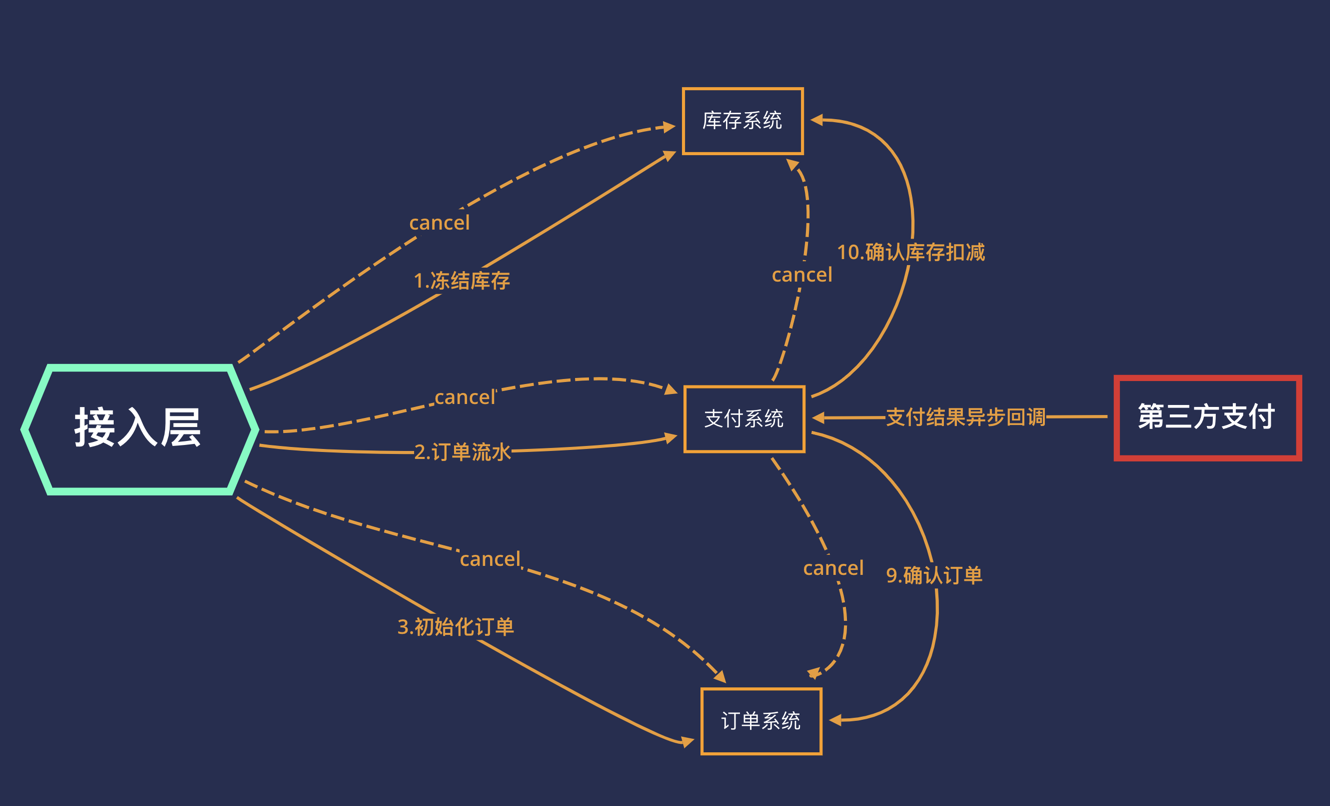 库存系统
cancel
1.冻结库存
10.确认库存扣减
cancel
接入层
cancel
2.订单流水
支付系统
支付结果异步回调
第三方支付
cancel
3.初始化订单
cancel
9.确认订单
订单系统